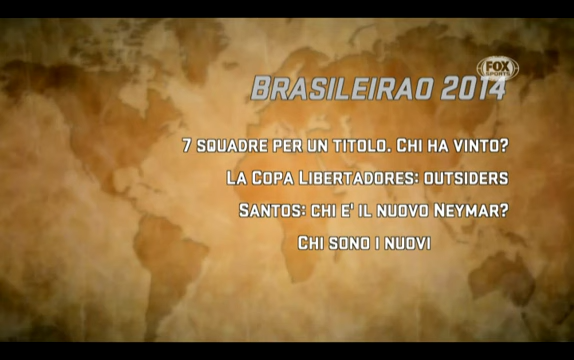 FOX
SPORTS
BRASILEIRAO 2014
7 SQUADRE PER UN TITOLO. CHI HA VINTO?
LA COPA LIBERTADORES: OUTSIDERS
SANTOS: CHI E' IL NUOVO NEYMAR?
CHI SONO I NUOVI